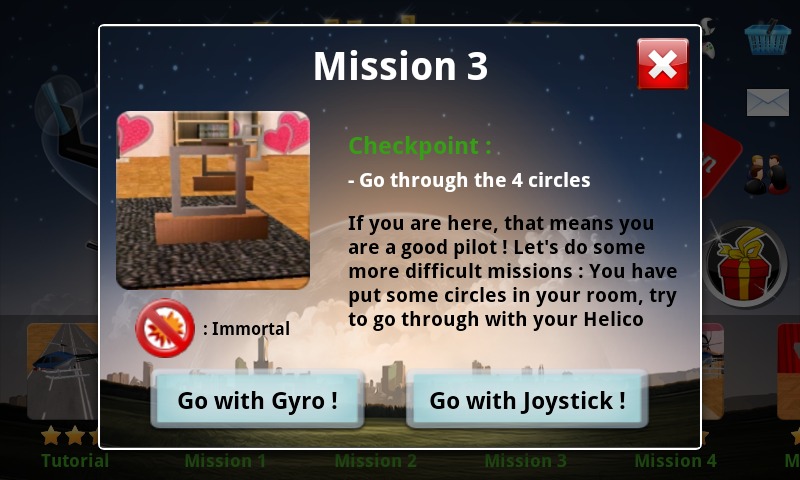 Mission 3
Checkpoint :
- Go through the 4 circles
If you are here, that means you
are a good pilot ! Let's do some
more difficult missions : You have
put some circles in your room, try
to go through with your Helico
: Immortal
Go with Gyro !
Go with Joystick !
Tutorial
Mission 1
Mission 2
Mission 3
Mission 4